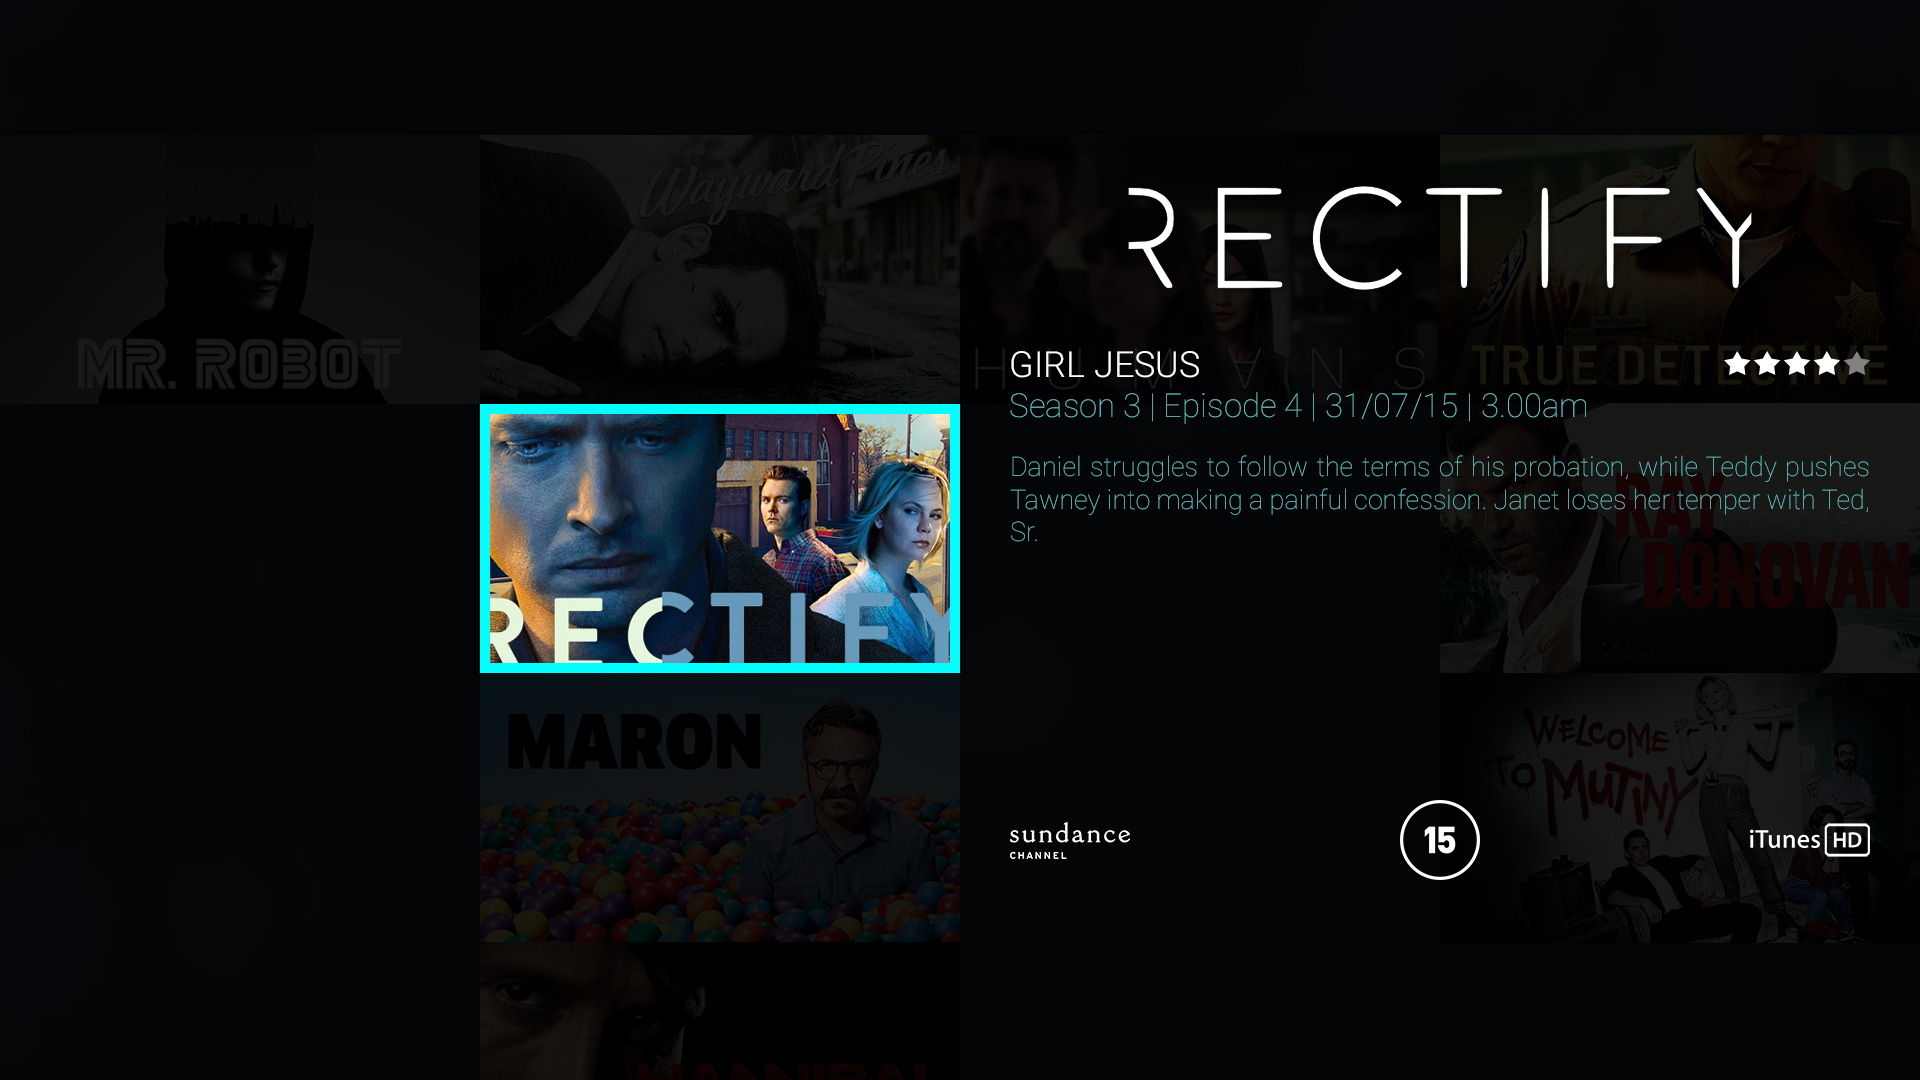 Wayward Pines
MR. ROBOT
HUMANS
TRUE DETECTIVE
RECTIFY
GIRL JESUS
Season 3 | Episode 4 | 31/07/15 | 3.00am
Daniel struggles to follow the terms of his probation, while Teddy pushes
Tawney into making a painful confession. Janet loses her temper with Ted,
Sr.
RECTIFY
RAY
DONOVAN
MARON
WELCOME
TO MUTINY
sundance
CHANNEL
15
iTunes HD
HANNIBAL